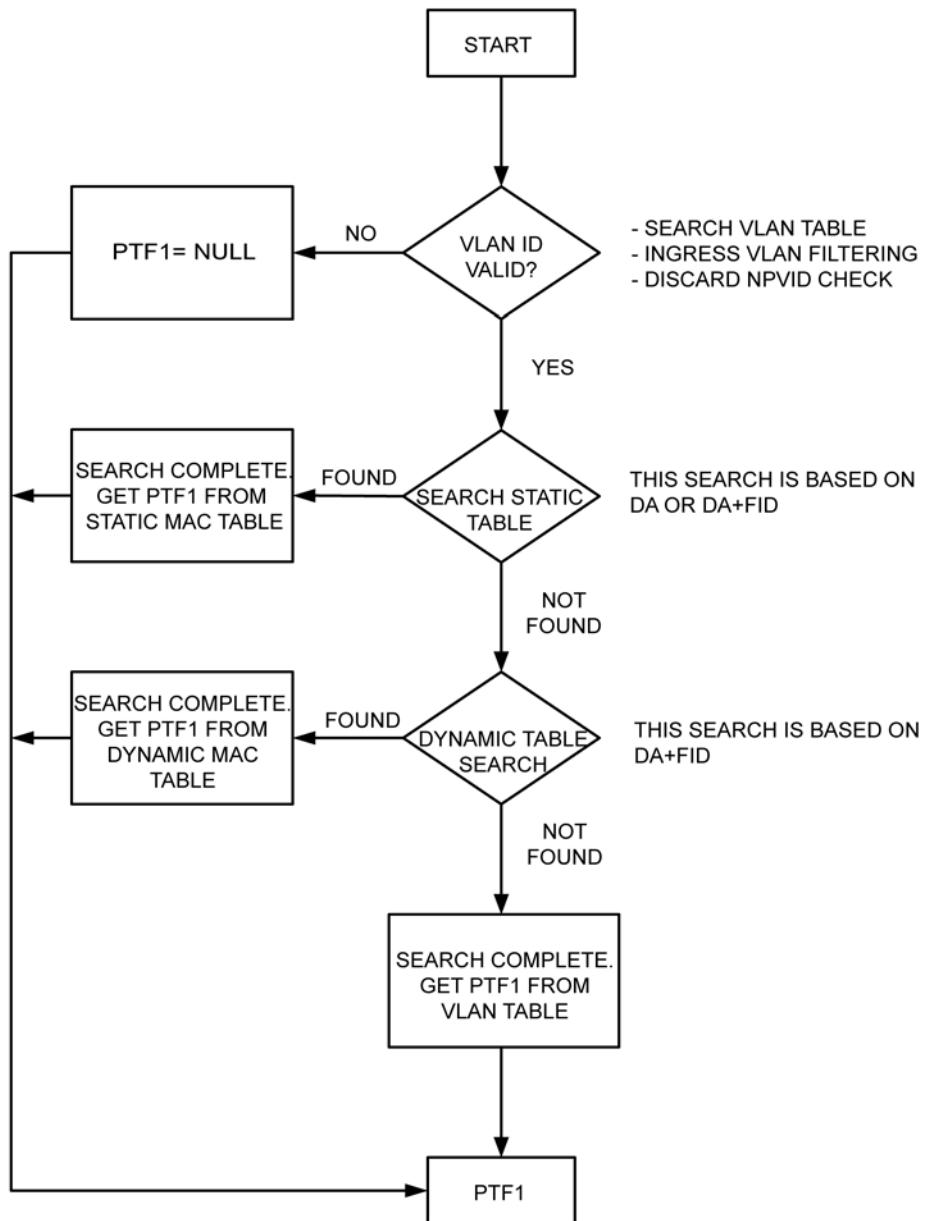 START
NO
PTF1= NULL
VLAN ID
VALID?
- SEARCH VLAN TABLE
- INGRESS VLAN FILTERING
- DISCARD NPVID CHECK
YES
SEARCH COMPLETE.
GET PTF1 FROM
STATIC MAC TABLE
FOUND
SEARCH STATIC
TABLE
THIS SEARCH IS BASED ON
DA OR DA+FID
NOT
FOUND
SEARCH COMPLETE.
GET PTF1 FROM
DYNAMIC MAC
TABLE
FOUND
DYNAMIC TABLE
SEARCH
THIS SEARCH IS BASED ON
DA+FID
NOT
FOUND
SEARCH COMPLETE.
GET PTF1 FROM
VLAN TABLE
PTF1